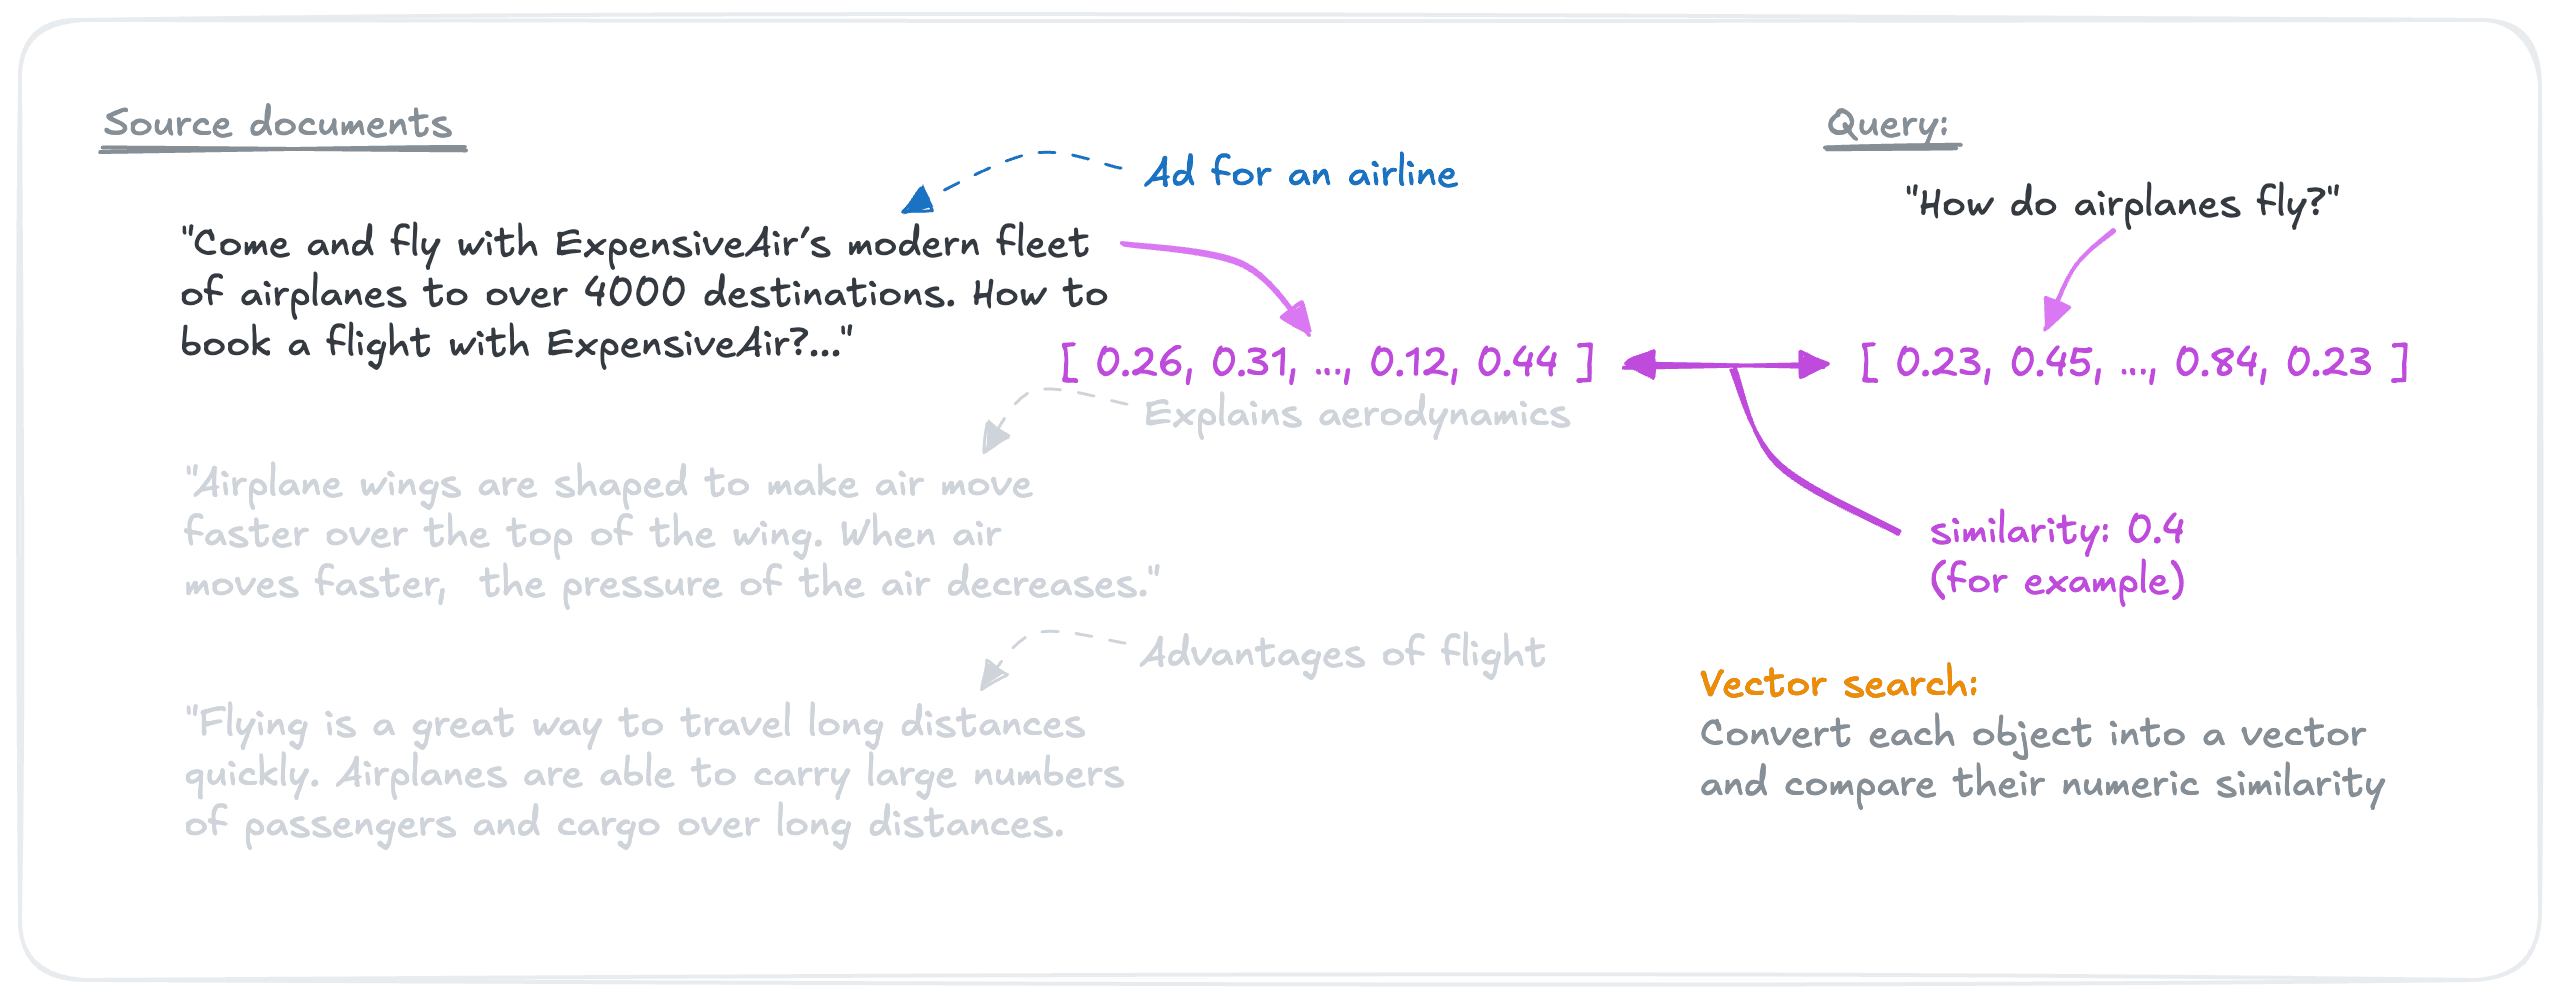 Source documents
Query:
Ad for an airline
"How do airplanes fly?"
"Come and fly with ExpensiveAir's modern fleet
of airplanes to over 4000 destinations. How to
book a flight with ExpensiveAir?..."
[ 0.26, 0.31, ..., 0.12, 0.44 ]
[ 0.23, 0.45, ..., 0.84, 0.23 ]
Explains aerodynamics
"Airplane wings are shaped to make air move
faster over the top of the wing. When air
moves faster,  the pressure of the air decreases."
similarity: 0.4
(for example)
Advantages of flight
"Flying is a great way to travel long distances
quickly. Airplanes are able to carry large numbers
of passengers and cargo over long distances.
Vector search:
Convert each object into a vector
and compare their numeric similarity